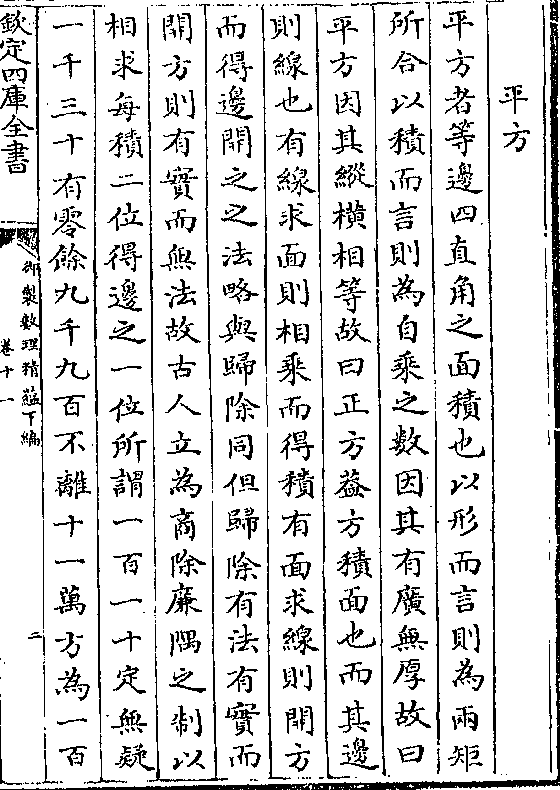 平方
平方者等邊四直角之面積也以形而言則為兩矩
所合以積而言則為自乘之數因其有廣無厚故曰
平方因其縱橫相等故曰正方葢方積面也而其邊
則線也有線求面則相乘而得積有面求線則開方
而得邊開之之法略與歸除同但歸除有法有實而
開方則有實而無法故古人立為商除廉隅之制以
相求每積二位得邊之一位所謂一百一十定無疑
一千三十有零餘九千九百不離十一萬方為一百
欽定四庫全書
御製數理精蘊下編
卷十一
二